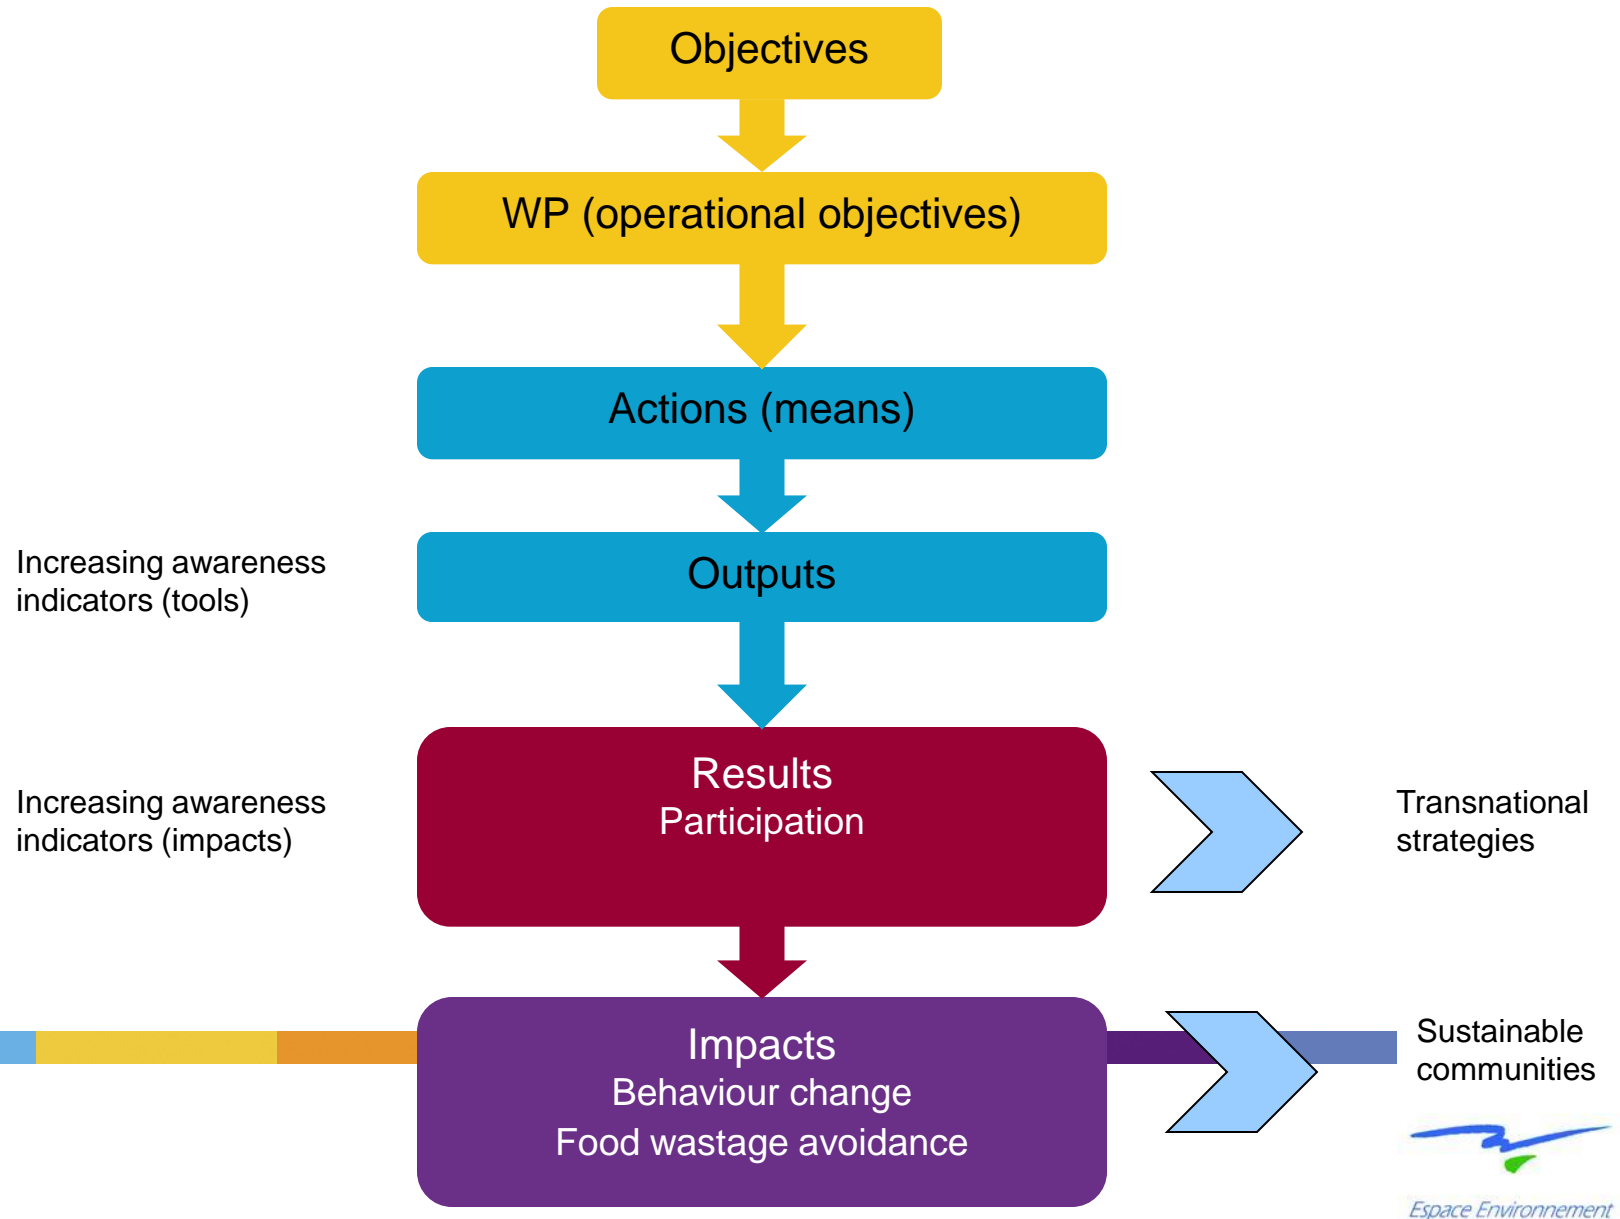 Objectives
WP (operational objectives)
Actions (means)
Increasing awareness
indicators (tools)
Outputs
Increasing awareness
indicators (impacts)
Results
Participation
Transnational
strategies
Impacts
Behaviour change
Food wastage avoidance
Sustainable
communities
Espace Environnement